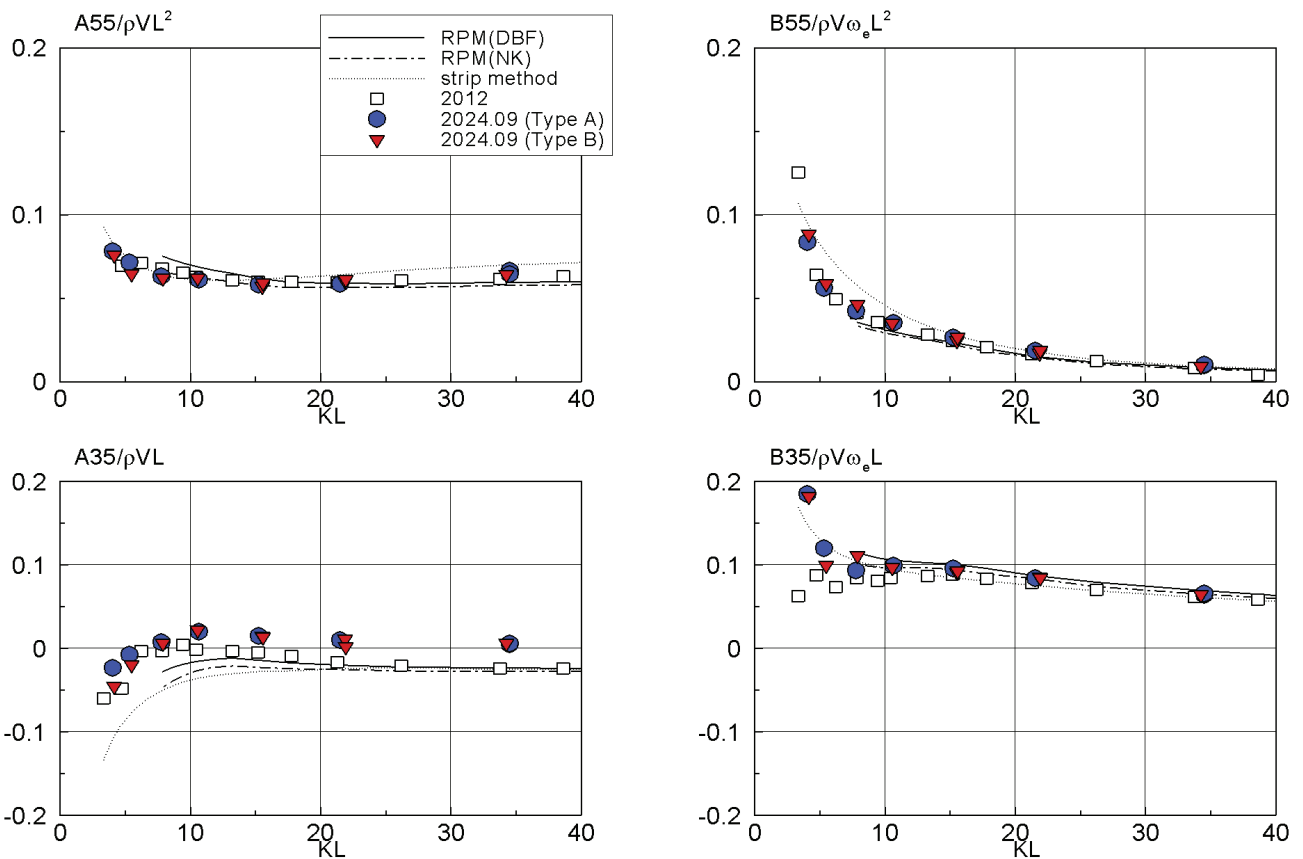 A55/ρVL²
RPM(DBF)
RPM(NK)
strip method
2012
2024.09 (Type A)
2024.09 (Type B)
0.2
0.1
0
0 10 20 30 40
KL
B55/ρVωₑL²
0.2
0.1
0
0 10 20 30 40
KL
A35/ρVL
0.2
0.1
0
-0.1
-0.2
0 10 20 30 40
KL
B35/ρVωₑL
0.2
0.1
0
-0.1
-0.2
0 10 20 30 40
KL